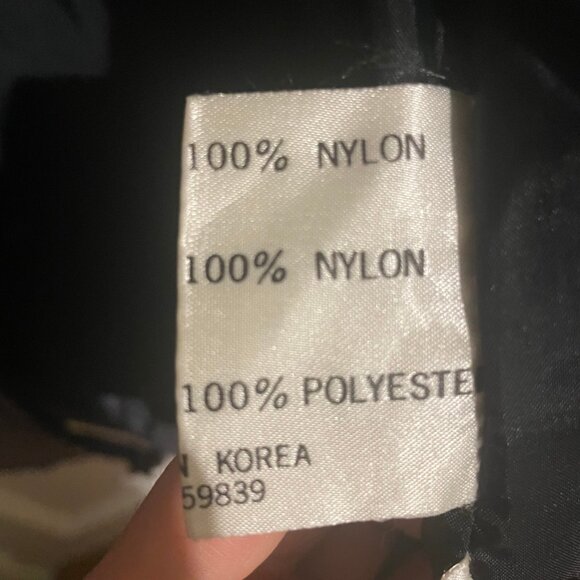 100% NYLON
100% NYLON
100% POLYESTE
N KOREA
59839